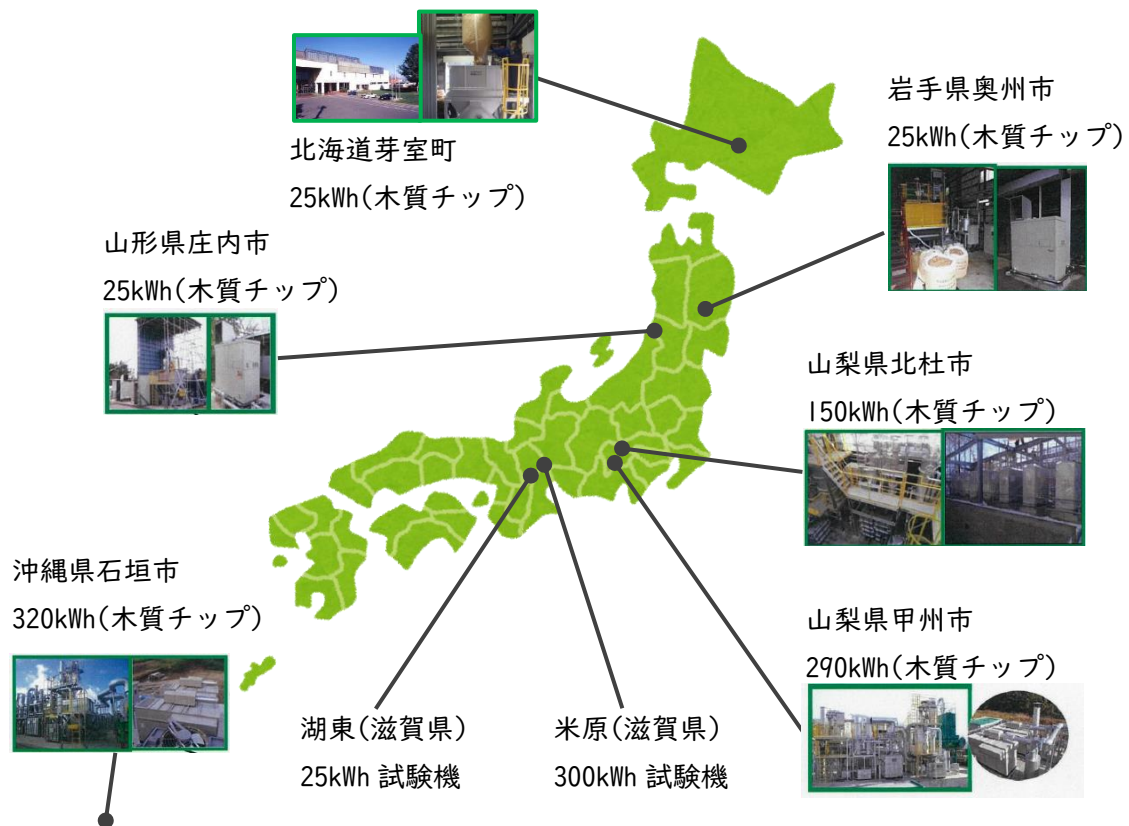 北海道芽室町
25kWh(木質チップ)
岩手県奥州市
25kWh(木質チップ)
山形県庄内市
25kWh(木質チップ)
山梨県北杜市
150kWh(木質チップ)
沖縄県石垣市
320kWh(木質チップ)
山梨県甲州市
290kWh(木質チップ)
湖東(滋賀県)
25kWh 試験機
米原(滋賀県)
300kWh 試験機